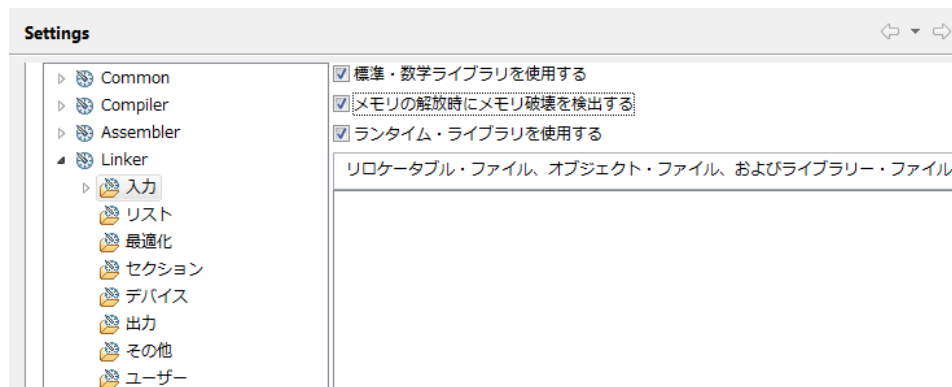 Settings
Common
Compiler
Assembler
Linker
入力
リスト
最適化
セクション
デバイス
出力
その他
ユーザー
標準・数学ライブラリを使用する
メモリの解放時にメモリ破壊を検出する
ランタイム・ライブラリを使用する
リロケータブル・ファイル、オブジェクト・ファイル、およびライブラリー・ファイル